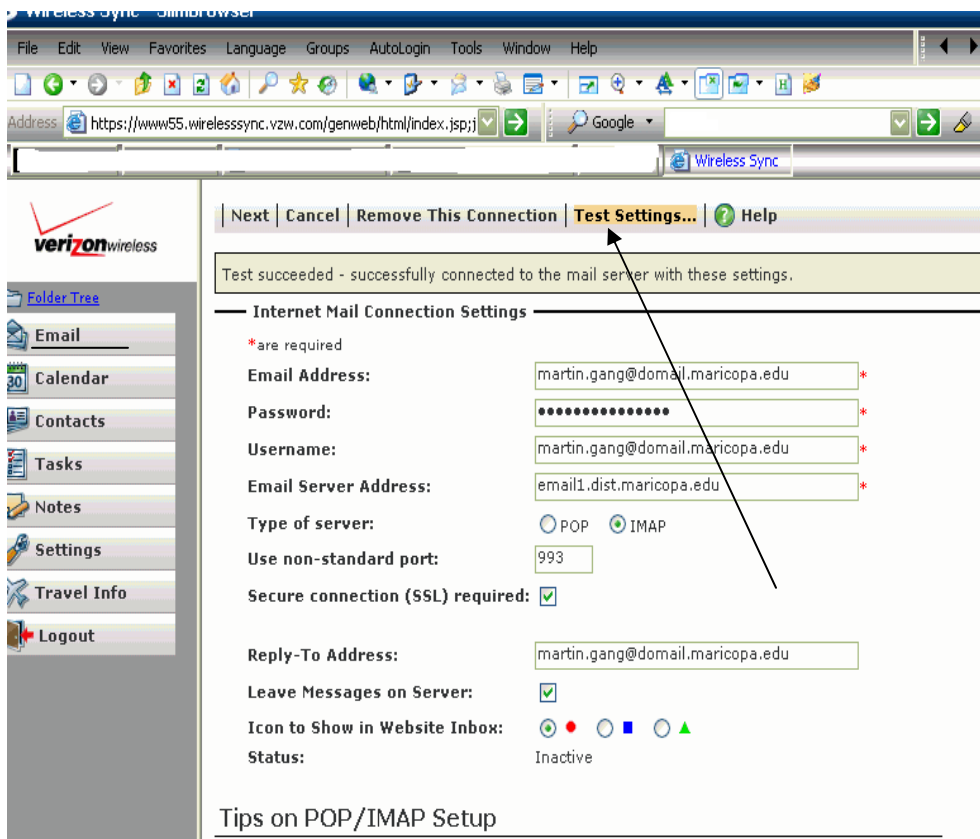 Wireless Sync - Slimbrowser
File Edit View Favorites Language Groups AutoLogin Tools Window Help
Address https://www55.wirelesssync.vzw.com/genweb/html/index.jsp;j Google
Wireless Sync
verizonwireless
Next | Cancel | Remove This Connection | Test Settings... | ? Help
Test succeeded - successfully connected to the mail server with these settings.
Folder Tree
Email
30 Calendar
Contacts
Tasks
Notes
Settings
Travel Info
Logout
Internet Mail Connection Settings
*are required
Email Address: martin.gang@domail.maricopa.edu *
Password: ••••••••••••••• *
Username: martin.gang@domail.maricopa.edu *
Email Server Address: email1.dist.maricopa.edu *
Type of server: POP IMAP
Use non-standard port: 993
Secure connection (SSL) required:
Reply-To Address: martin.gang@domail.maricopa.edu
Leave Messages on Server:
Icon to Show in Website Inbox:
Status: Inactive
Tips on POP/IMAP Setup